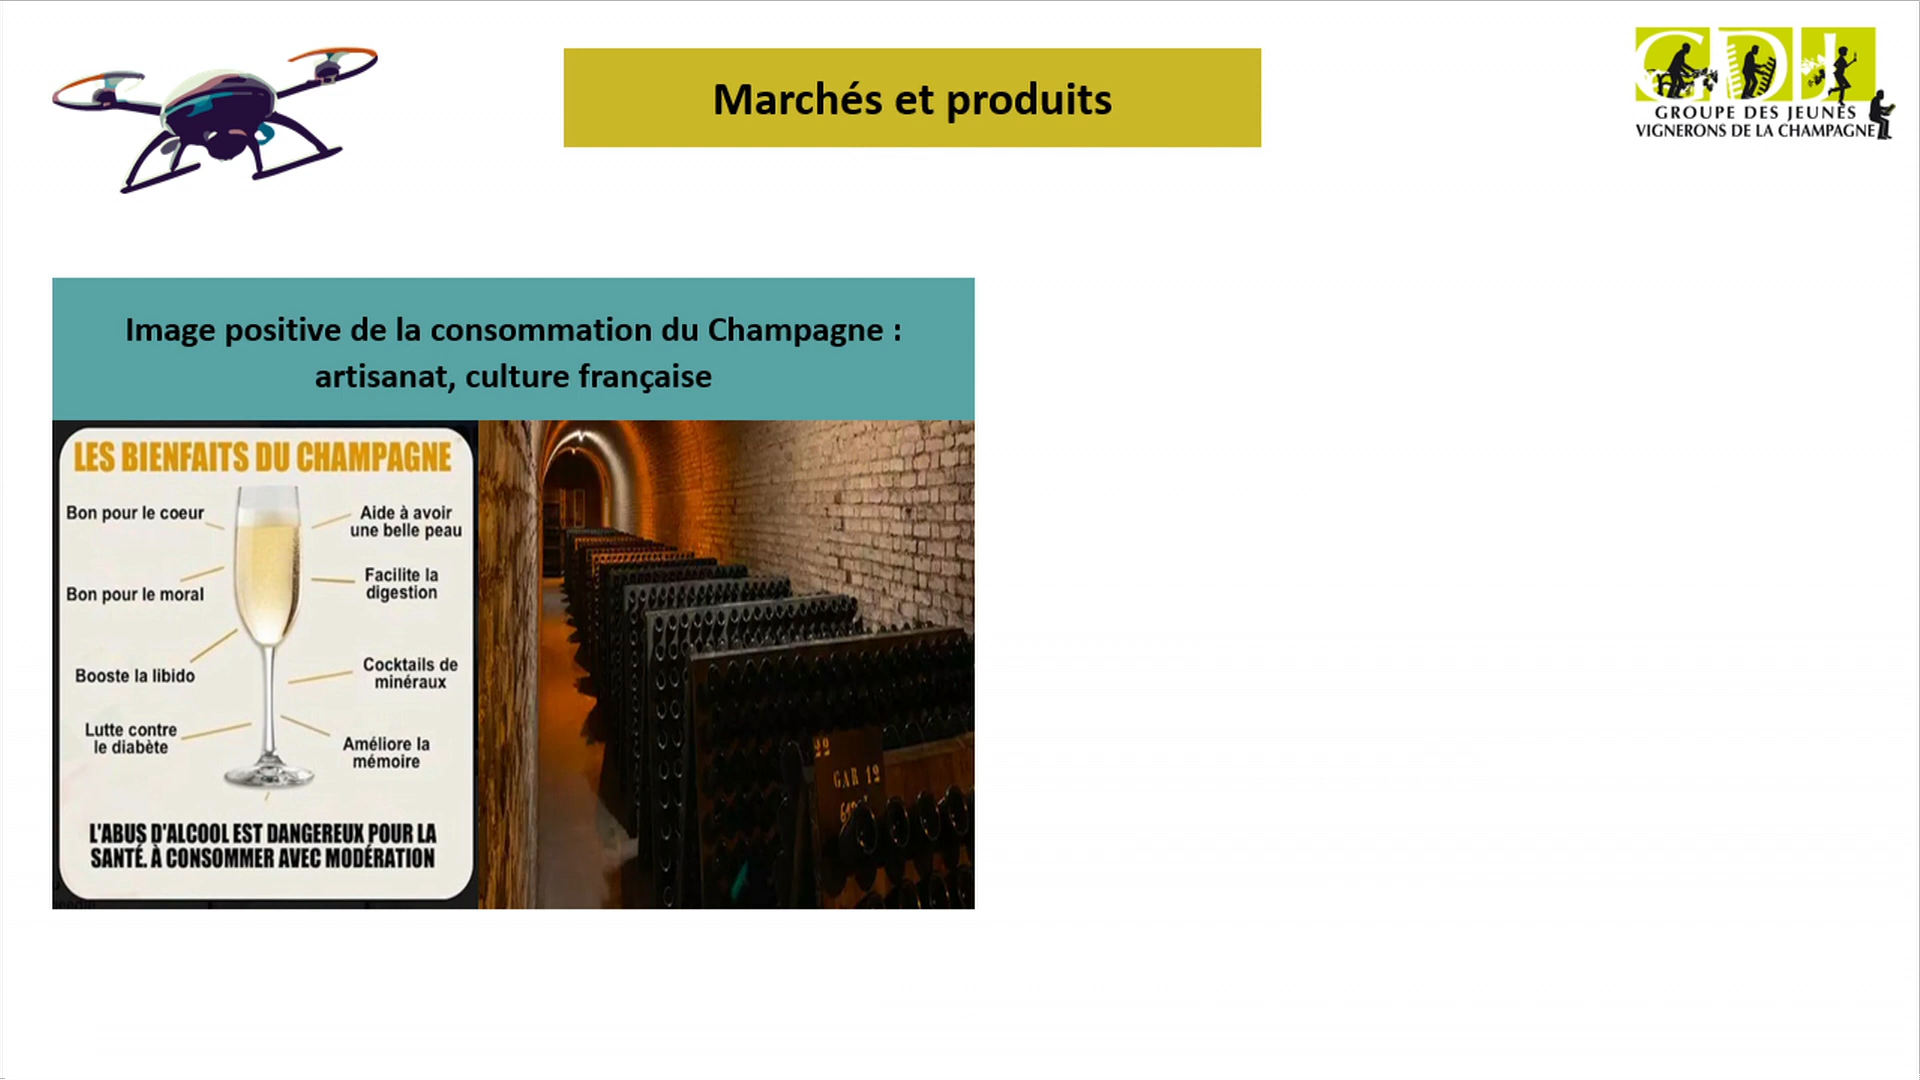 Marchés et produits
GDJ
GROUPE DES JEUNES
VIGNERONS DE LA CHAMPAGNE
Image positive de la consommation du Champagne :
artisanat, culture française
LES BIENFAITS DU CHAMPAGNE
Bon pour le coeur
Aide à avoir
une belle peau
Bon pour le moral
Facilite la
digestion
Booste la libido
Cocktails de
minéraux
Lutte contre
le diabète
Améliore la
mémoire
L'ABUS D'ALCOOL EST DANGEREUX POUR LA
SANTÉ. À CONSOMMER AVEC MODÉRATION
22
GAR 12